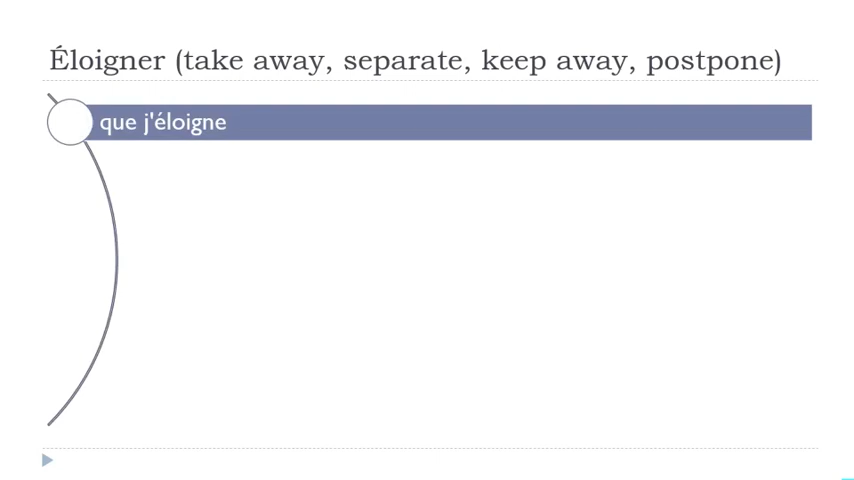 Éloigner (take away, separate, keep away, postpone)
que j'éloigne